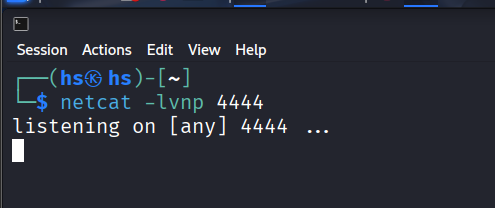 Session Actions Edit View Help
┌──(hs㉿hs)-[~]
└─$ netcat -lvnp 4444
listening on [any] 4444 ...